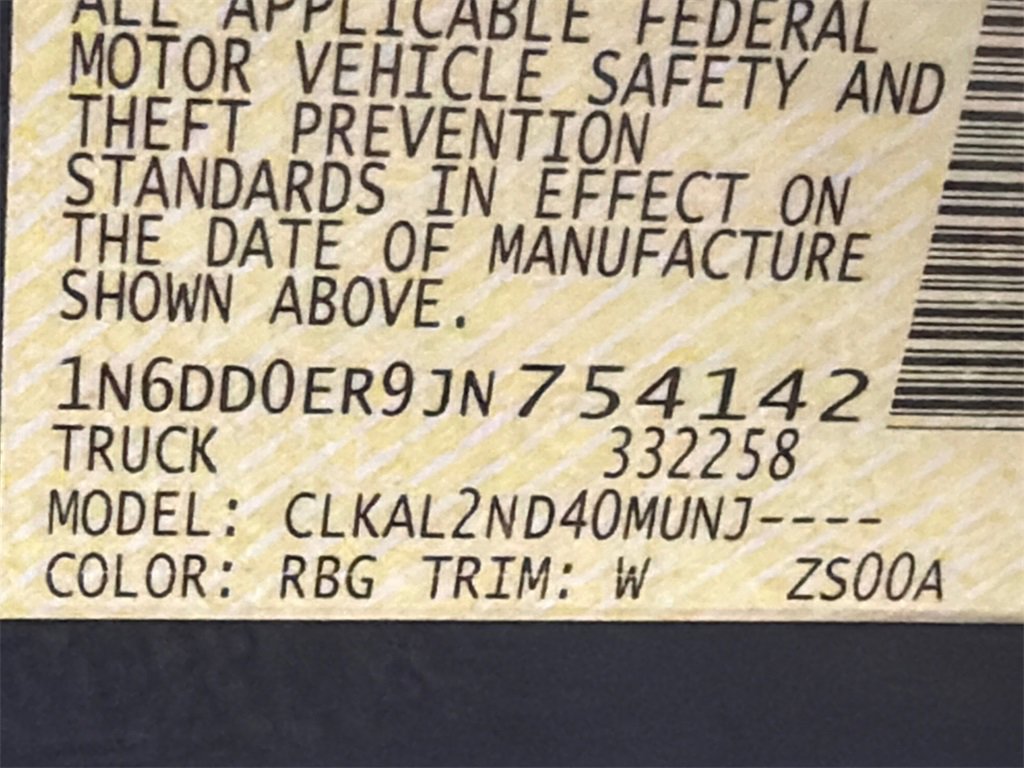 ALL APPLICABLE FEDERAL
MOTOR VEHICLE SAFETY AND
THEFT PREVENTION
STANDARDS IN EFFECT ON
THE DATE OF MANUFACTURE
SHOWN ABOVE.
1N6DD0ER9JN754142
TRUCK 332258
MODEL: CLKAL2ND40MUNJ----
COLOR: RBG TRIM: W ZS00A